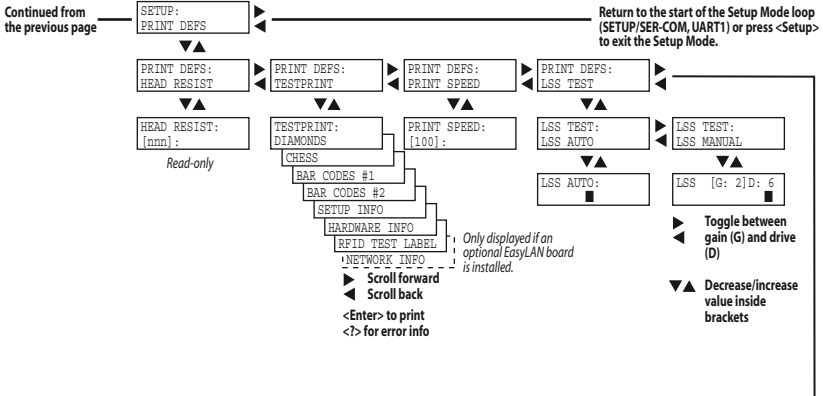 Continued from
the previous page
SETUP:
PRINT DEFS
Return to the start of the Setup Mode loop
(SETUP/SER-COM, UART1) or press <Setup>
to exit the Setup Mode.
PRINT DEFS:
HEAD RESIST
PRINT DEFS:
TESTPRINT
PRINT DEFS:
PRINT SPEED
PRINT DEFS:
LSS TEST
HEAD RESIST:
[nnn]:
Read-only
TESTPRINT:
DIAMONDS
CHESS
BAR CODES #1
BAR CODES #2
SETUP INFO
HARDWARE INFO
RFID TEST LABEL
NETWORK INFO
Only displayed if an
optional EasyLAN board
is installed.
Scroll forward
Scroll back
<Enter> to print
<?> for error info
PRINT SPEED:
[100]:
LSS TEST:
LSS AUTO
LSS TEST:
LSS MANUAL
LSS AUTO:
LSS [G: 2]D: 6
Toggle between
gain (G) and drive
(D)
Decrease/increase
value inside
brackets